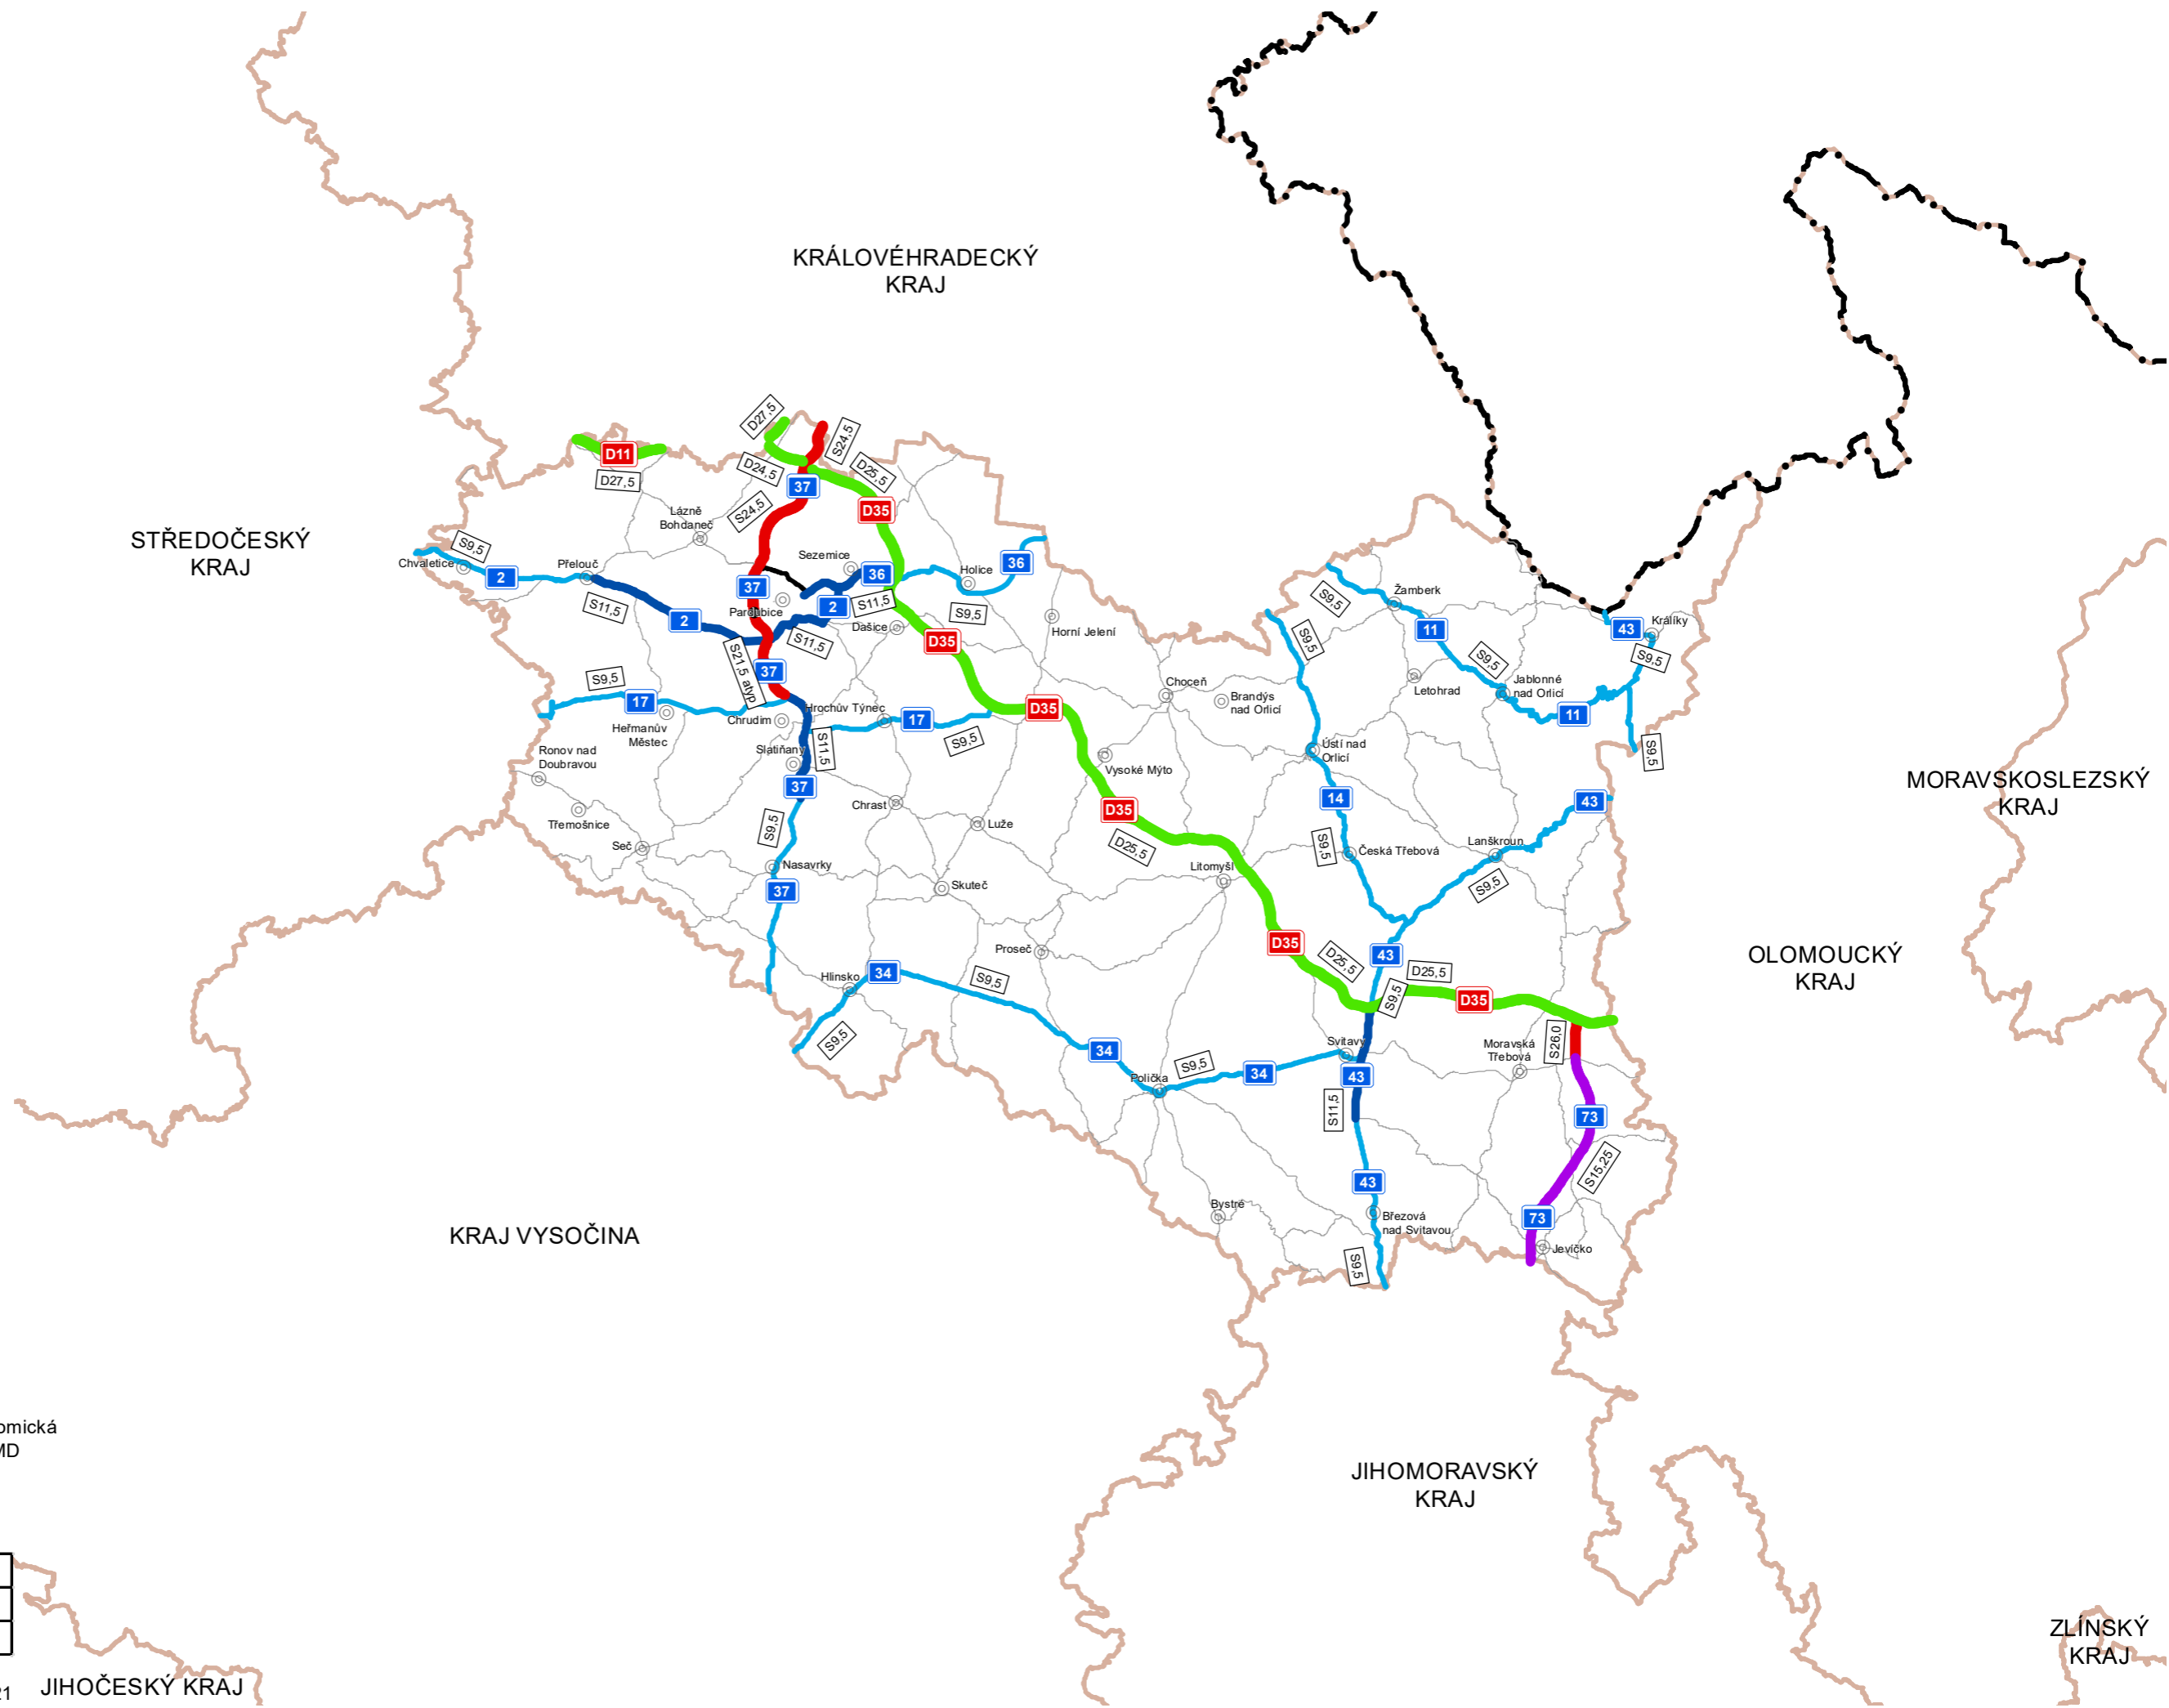 KRÁLOVÉHRADECKÝ
KRAJ
D27,5
S24,5
D11
D27,5
D24,5
D25,5
37
S24,5
D35
Lázně
Bohdaneč
STŘEDOČESKÝ
KRAJ
S9,5
Chvaletice
2
Přelouč
Sezemice
36
Holice
36
S11,5
37
Pardubice
2
S11,5
S9,5
2
Dašice
D35
Horní Jelení
S11,5
S21,5 atyp
37
S9,5
17
Heřmanův
Městec
Chrudim
Hrochův Týnec
17
S9,5
D35
S11,5
Slatiňany
37
Ronov nad
Doubravou
Třemošnice
Seč
S9,5
Chrast
Luže
Nasavrky
37
Skuteč
Choceň
Brandýs
nad Orlicí
Vysoké Mýto
D35
D25,5
Litomyšl
S9,5
Žamberk
11
43
Králíky
S9,5
S9,5
S9,5
Letohrad
Jablonné
nad Orlicí
11
S9,5
Ústí nad
Orlicí
14
43
S9,5
Česká Třebová
Lanškroun
S9,5
MORAVSKOSLEZSKÝ
KRAJ
OLOMOUCKÝ
KRAJ
Proseč
D35
43
D25,5
D25,5
S9,5
D35
Hlinsko
34
S9,5
S9,5
34
Polička
S9,5
34
Svitavy
43
S11,5
Moravská
Třebová
S26,0
73
S15,25
43
73
Bystré
Březová
nad Svitavou
Jevíčko
S9,5
KRAJ VYSOČINA
omická
MD
JIHOMORAVSKÝ
KRAJ
ZLÍNSKÝ
KRAJ
21
JIHOČESKÝ KRAJ